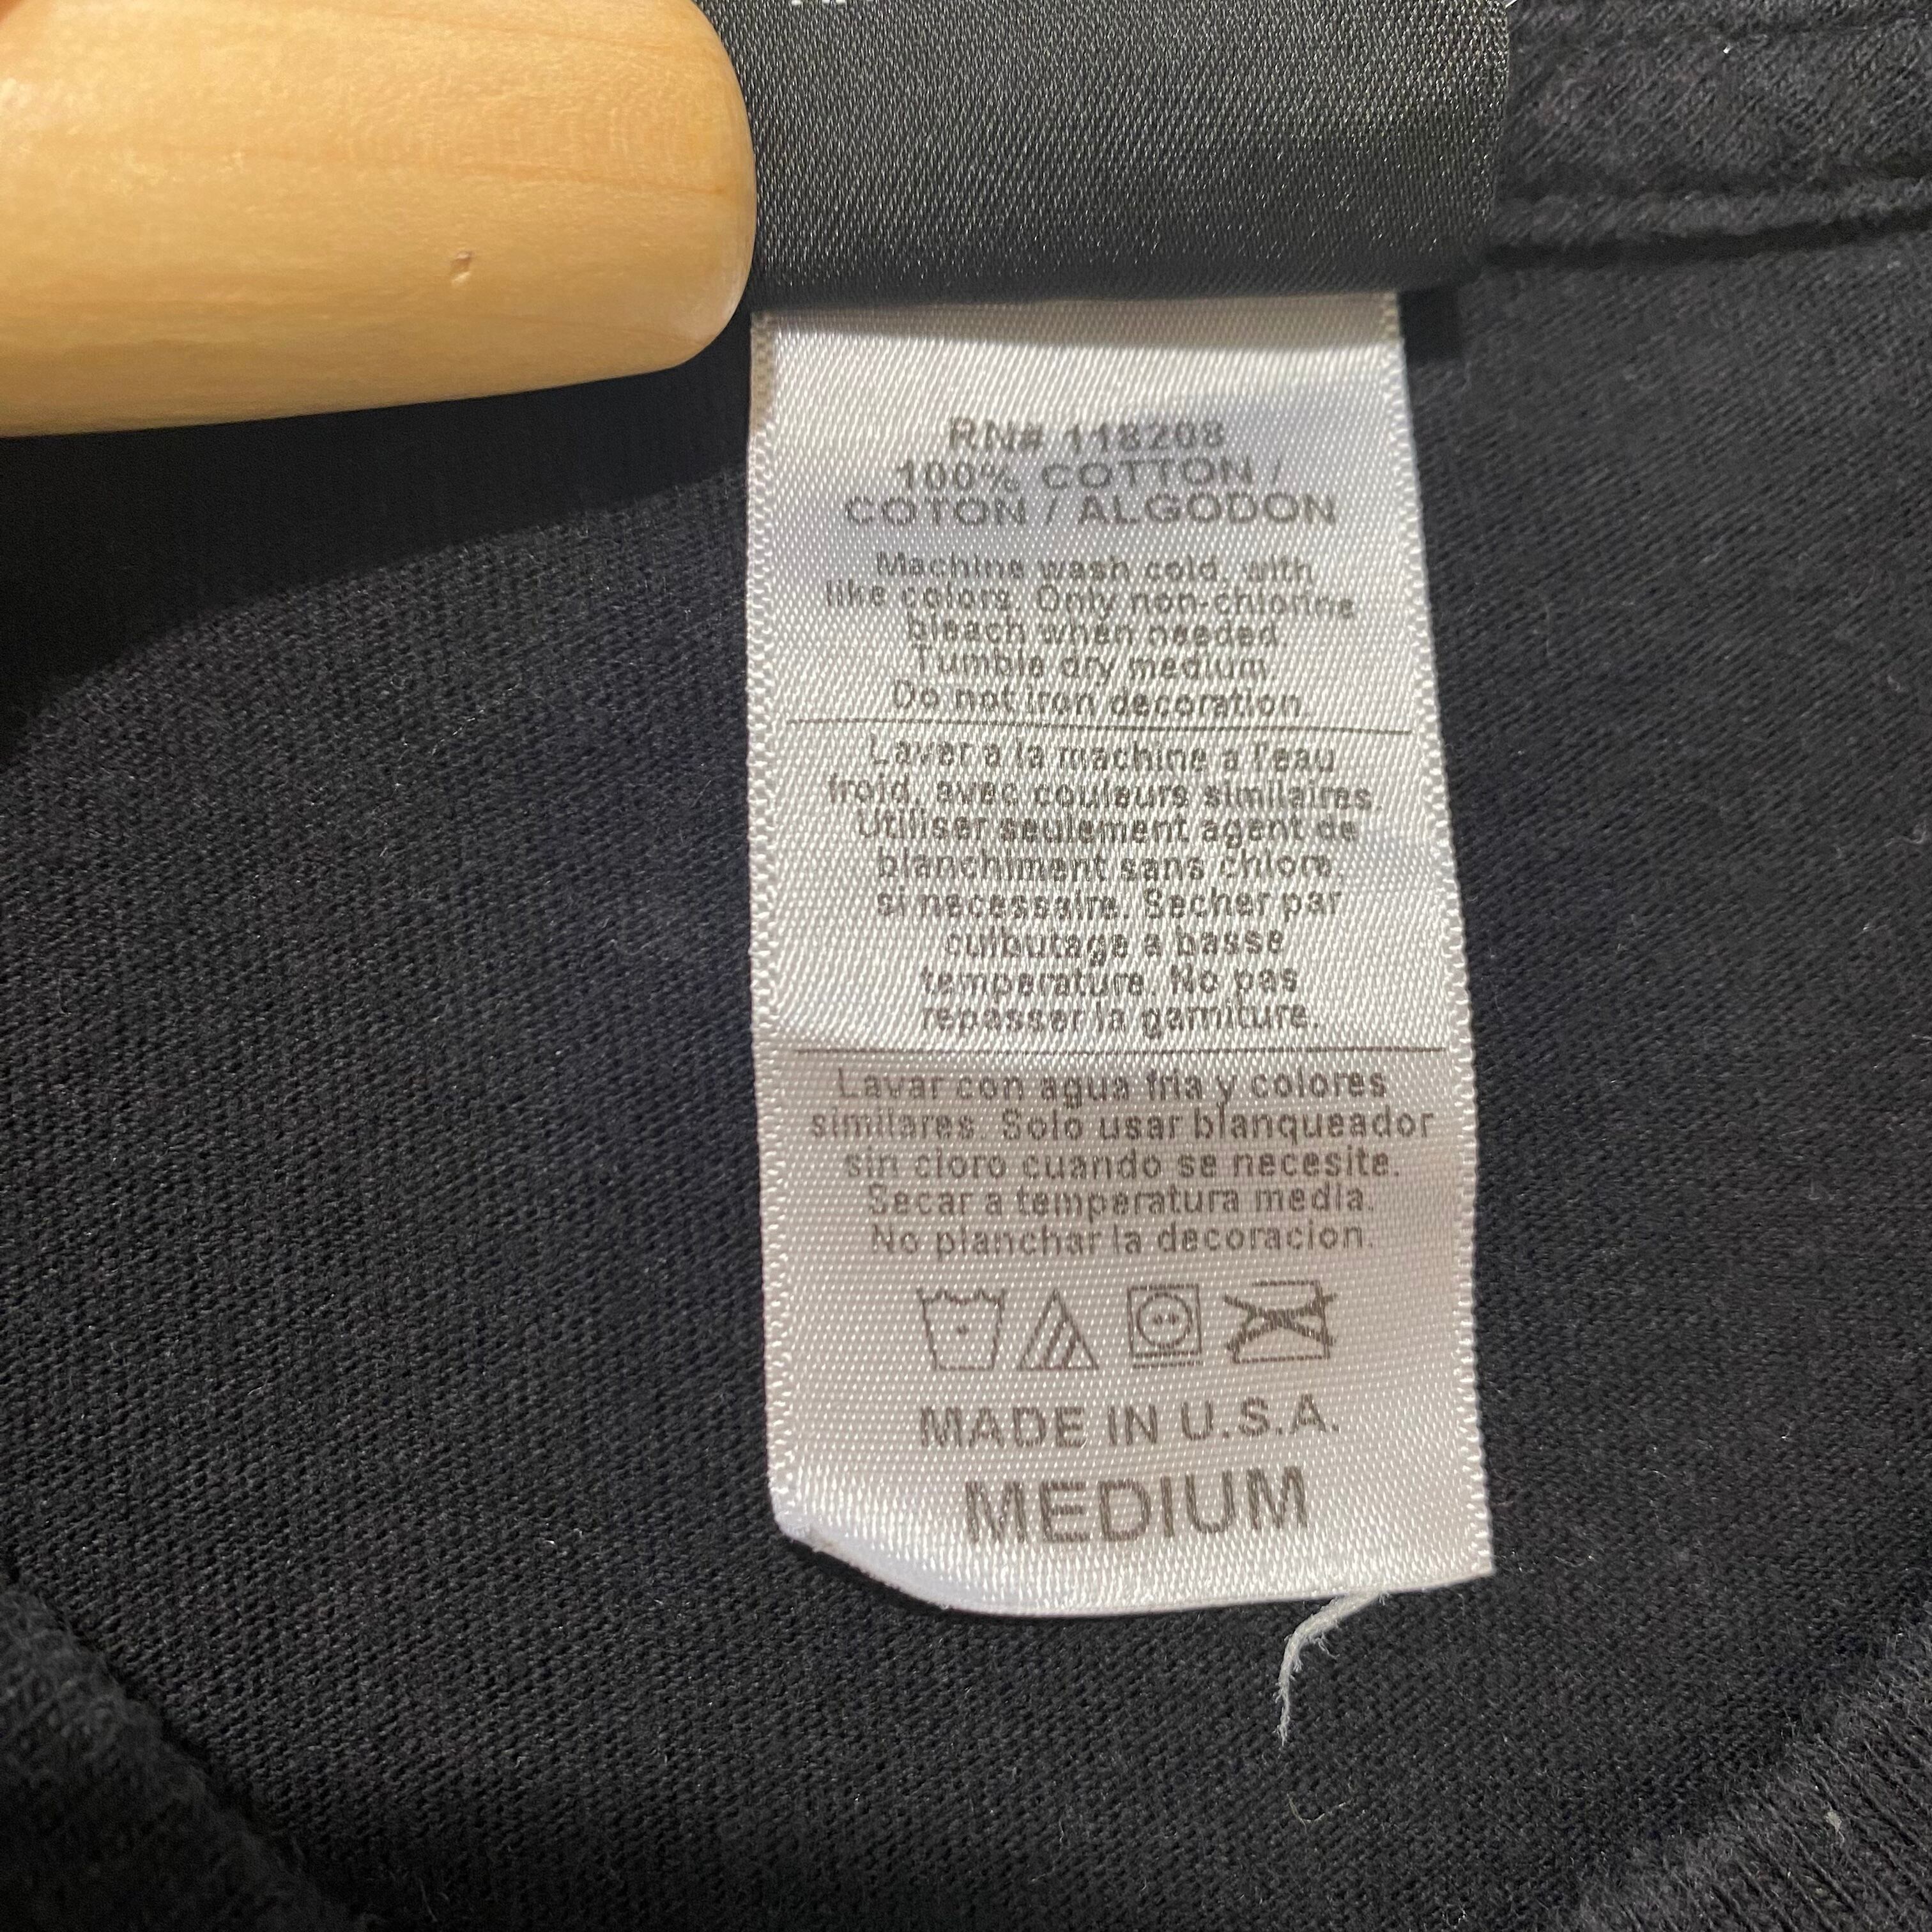 RN# 118208
100% COTTON /
COTON / ALGODON
Machine wash cold, with
like colors. Only non-chlorine
bleach when needed.
Tumble dry medium.
Do not iron decoration.
Laver a la machine a l'eau
froid, avec couleurs similaires.
Utiliser seulement agent de
blanchiment sans chlore,
si necessaire. Secher par
culbutage a basse
temperature. No pas
repasser la garniture.
Lavar con agua fria y colores
similares. Solo usar blanqueador
sin cloro cuando se necesite.
Secar a temperatura media.
No planchar la decoracion.
MADE IN U.S.A.
MEDIUM